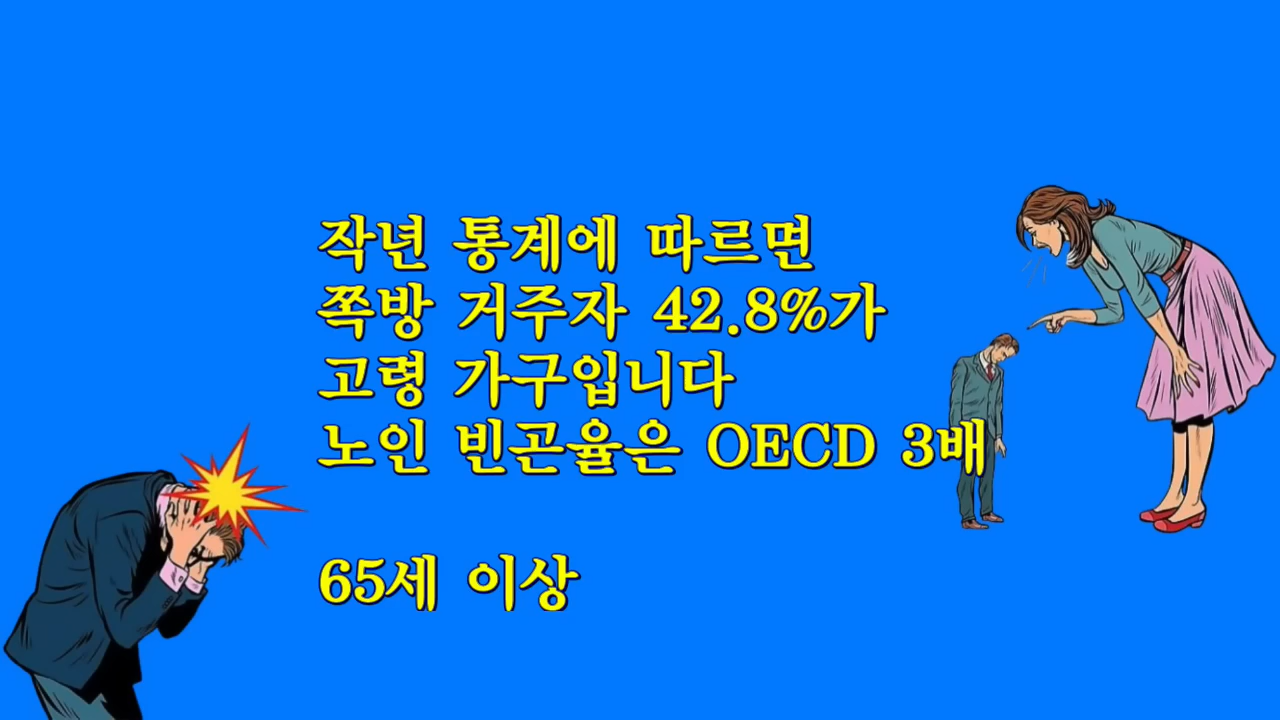 작년 통계에 따르면
쪽방 거주자 42.8%가
고령 가구입니다
노인 빈곤율은 OECD 3배
65세 이상